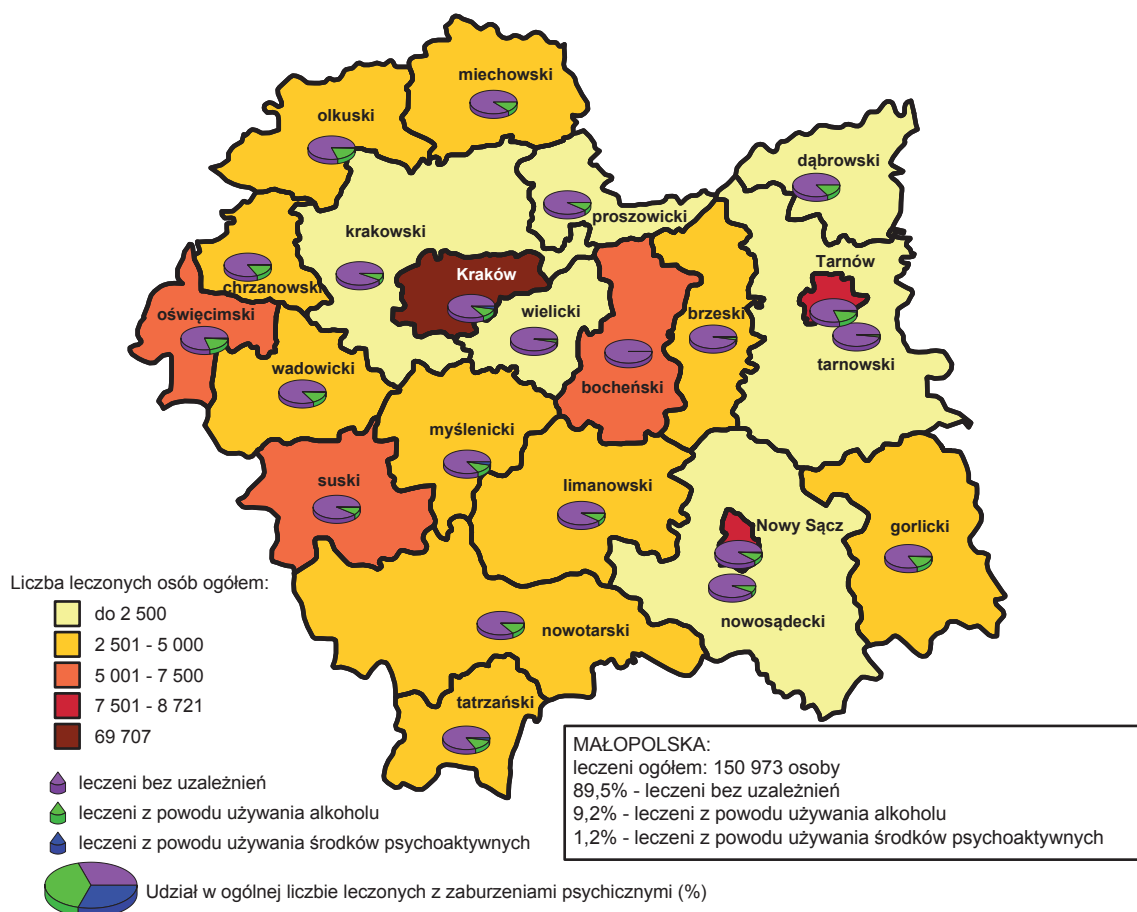 miechowski
olkuski
dąbrowski
proszowicki
krakowski
Tarnów
Kraków
chrzanowski
oświęcimski
wielicki
brzeski
tarnowski
wadowicki
bocheński
myślenicki
suski
limanowski
Nowy Sącz
gorlicki
nowosądecki
nowotarski
tatrzański
Liczba leczonych osób ogółem:
do 2 500
2 501 - 5 000
5 001 - 7 500
7 501 - 8 721
69 707
leczeni bez uzależnień
leczeni z powodu używania alkoholu
leczeni z powodu używania środków psychoaktywnych
Udział w ogólnej liczbie leczonych z zaburzeniami psychicznymi (%)
MAŁOPOLSKA:
leczeni ogółem: 150 973 osoby
89,5% - leczeni bez uzależnień
9,2% - leczeni z powodu używania alkoholu
1,2% - leczeni z powodu używania środków psychoaktywnych